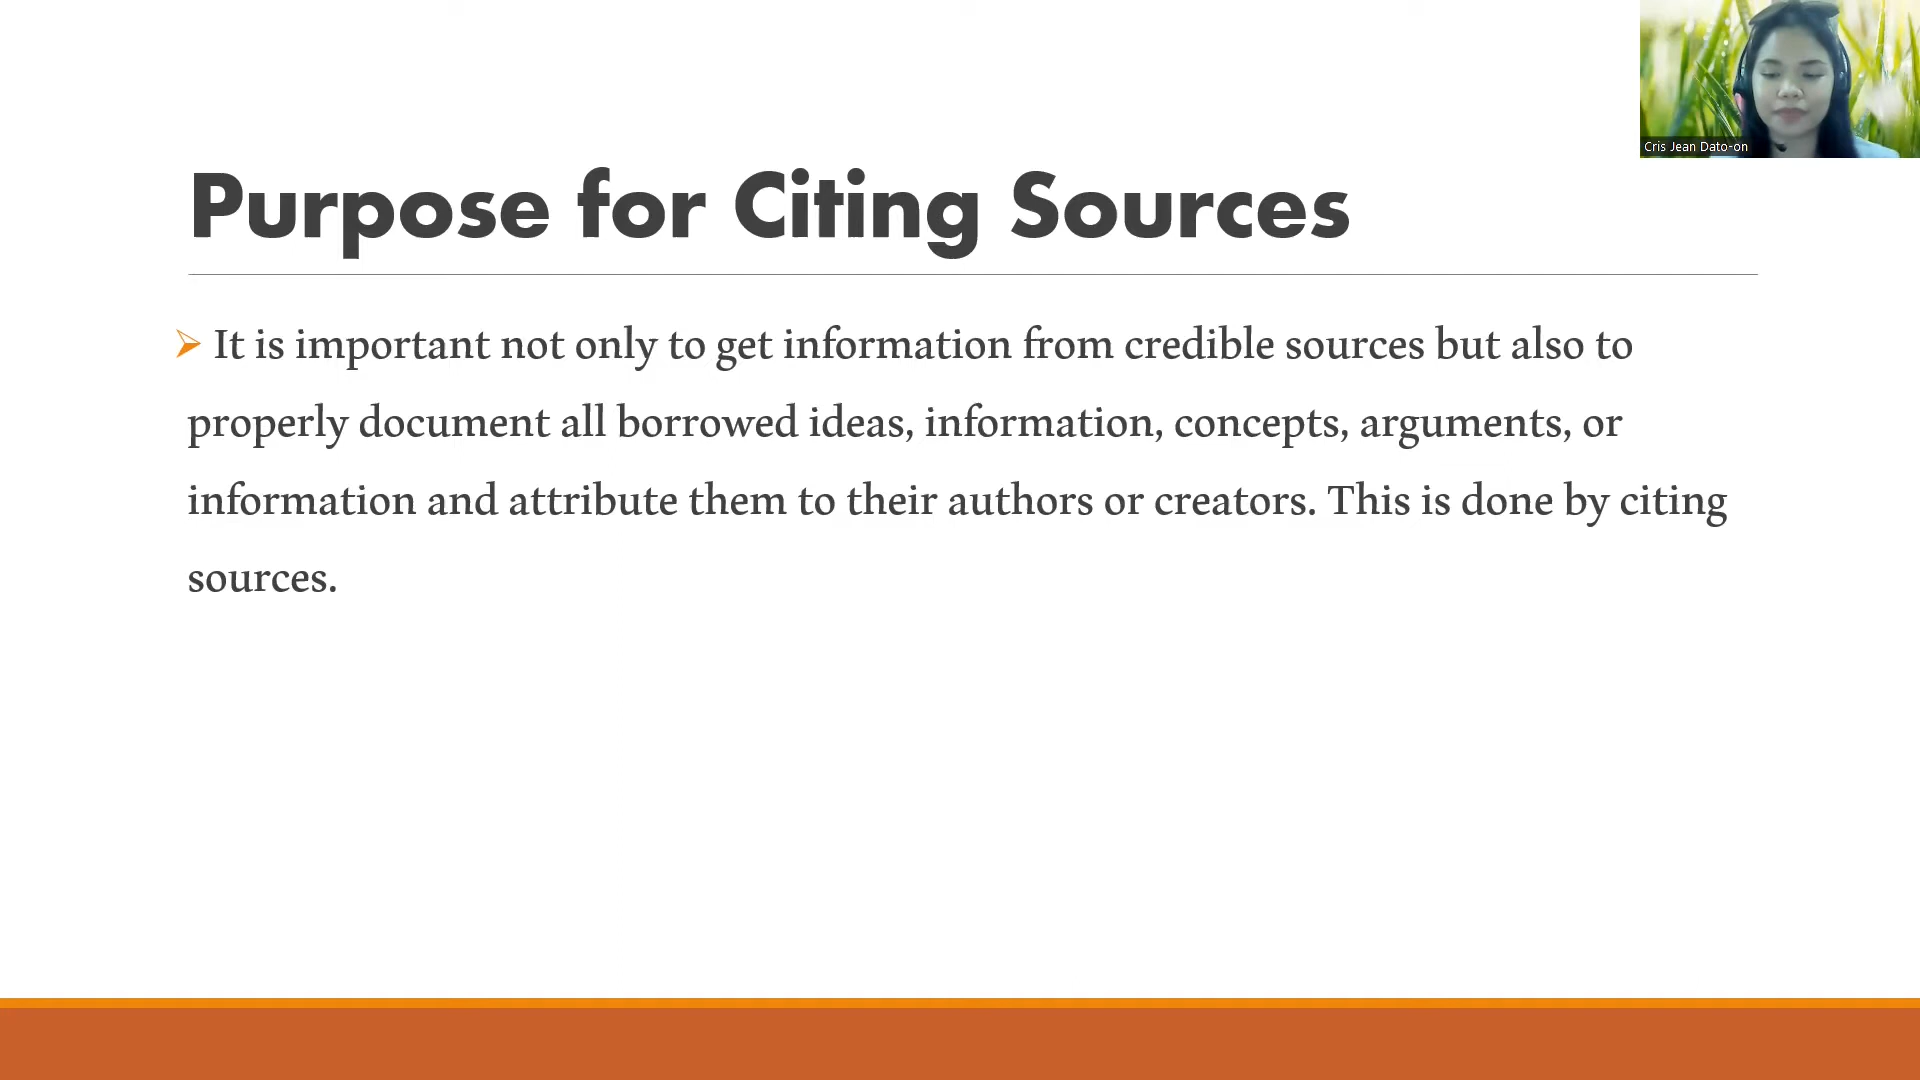 Cris Jean Dato-on
Purpose for Citing Sources
It is important not only to get information from credible sources but also to
properly document all borrowed ideas, information, concepts, arguments, or
information and attribute them to their authors or creators. This is done by citing
sources.